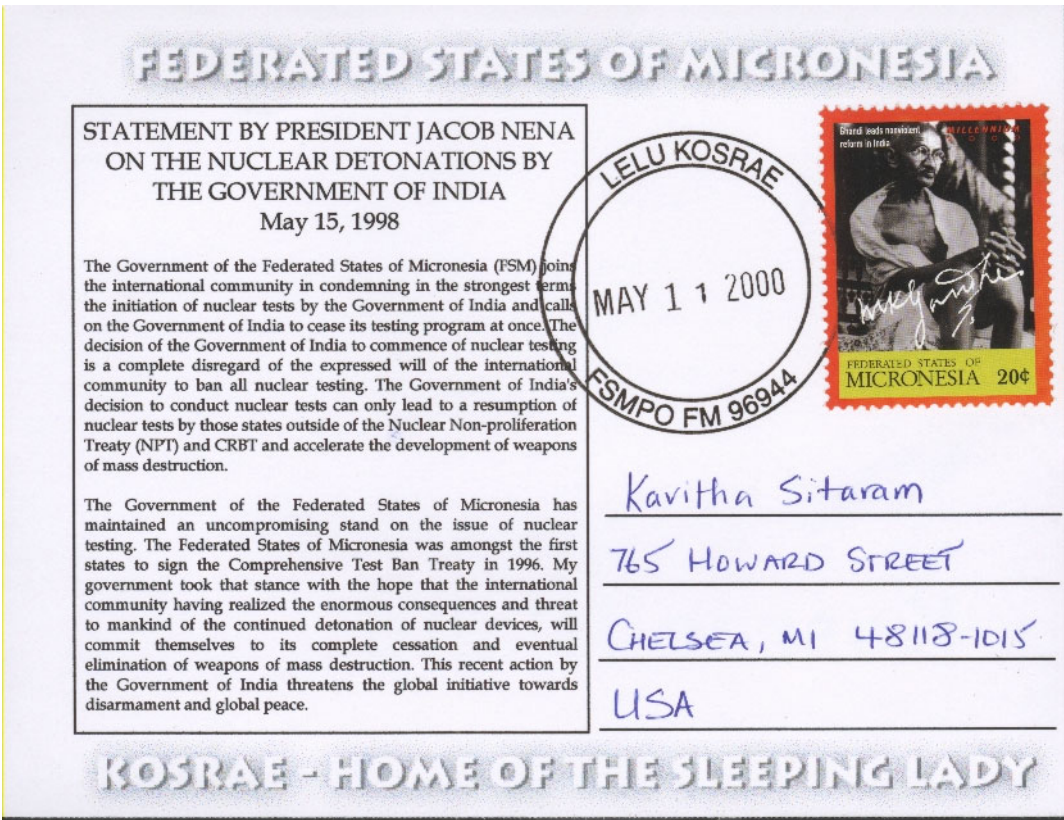 FEDERATED STATES OF MICRONESIA
STATEMENT BY PRESIDENT JACOB NENA
ON THE NUCLEAR DETONATIONS BY
THE GOVERNMENT OF INDIA
May 15, 1998
The Government of the Federated States of Micronesia (FSM) joins
the international community in condemning in the strongest terms
the initiation of nuclear tests by the Government of India and calls
on the Government of India to cease its testing program at once. The
decision of the Government of India to commence of nuclear testing
is a complete disregard of the expressed will of the international
community to ban all nuclear testing. The Government of India's
decision to conduct nuclear tests can only lead to a resumption of
nuclear tests by those states outside of the Nuclear Non-proliferation
Treaty (NPT) and CRBT and accelerate the development of weapons
of mass destruction.
The Government of the Federated States of Micronesia has
maintained an uncompromising stand on the issue of nuclear
testing. The Federated States of Micronesia was amongst the first
states to sign the Comprehensive Test Ban Treaty in 1996. My
government took that stance with the hope that the international
community having realized the enormous consequences and threat
to mankind of the continued detonation of nuclear devices, will
commit themselves to its complete cessation and eventual
elimination of weapons of mass destruction. This recent action by
the Government of India threatens the global initiative towards
disarmament and global peace.
LELU KOSRAE
MAY 11 2000
FSMPO FM 96944
Ghandi leads nonviolent
reform in India
MILLENNIUM
2000
MKGandhi
FEDERATED STATES OF
MICRONESIA 20¢
Kavitha Sitaram
765 HOWARD STREET
CHELSEA, MI 48118-1015
USA
KOSRAE - HOME OF THE SLEEPING LADY